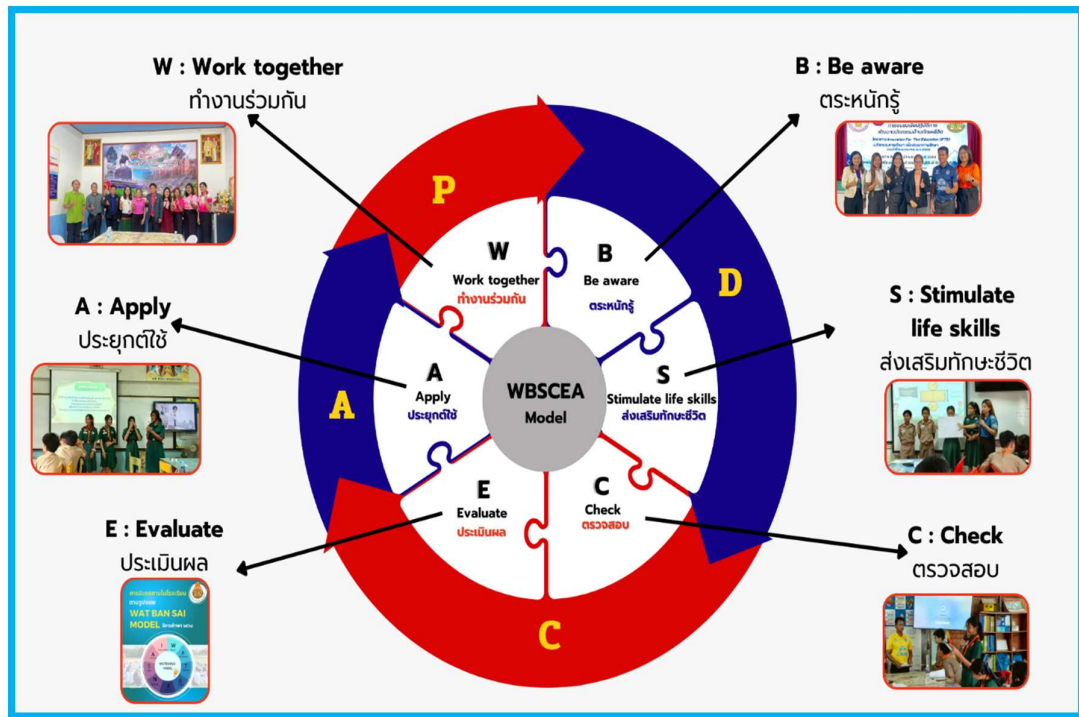 W : Work together
ทำงานร่วมกัน
B : Be aware
ตระหนักรู้
P
D
W
Work together
ทำงานร่วมกัน
B
Be aware
ตระหนักรู้
A : Apply
ประยุกต์ใช้
S : Stimulate
life skills
ส่งเสริมทักษะชีวิต
A
A
Apply
ประยุกต์ใช้
WBSCEA
Model
S
Stimulate life skills
ส่งเสริมทักษะชีวิต
E
Evaluate
ประเมินผล
C
Check
ตรวจสอบ
E : Evaluate
ประเมินผล
C : Check
ตรวจสอบ
C
WAT BAN SAI
MODEL